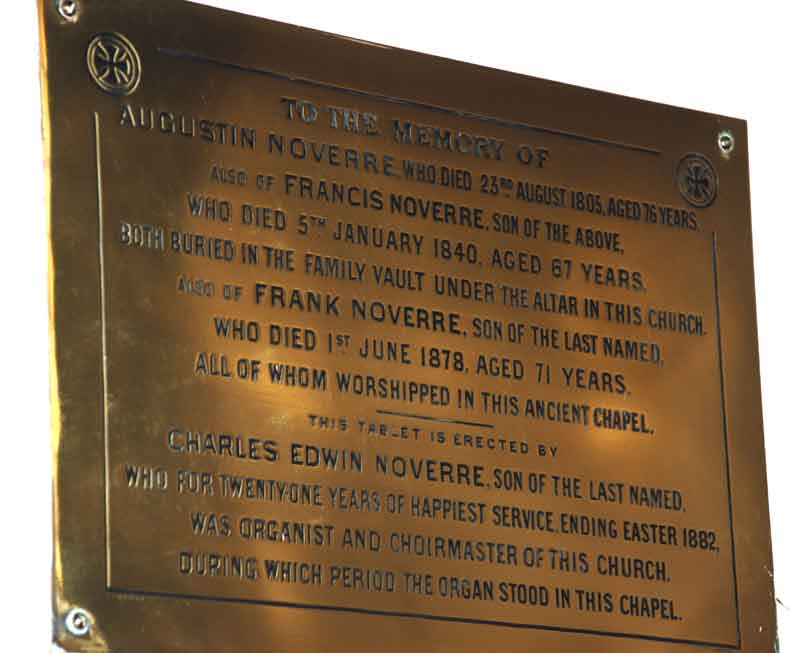 TO THE MEMORY OF
AUGUSTIN NOVERRE, WHO DIED 23RD AUGUST 1805, AGED 76 YEARS,
ALSO OF FRANCIS NOVERRE, SON OF THE ABOVE,
WHO DIED 5TH JANUARY 1840, AGED 67 YEARS.
BOTH BURIED IN THE FAMILY VAULT UNDER THE ALTAR IN THIS CHURCH.
ALSO OF FRANK NOVERRE, SON OF THE LAST NAMED,
WHO DIED 1ST JUNE 1878, AGED 71 YEARS.
ALL OF WHOM WORSHIPPED IN THIS ANCIENT CHAPEL.
THIS TABLET IS ERECTED BY
CHARLES EDWIN NOVERRE, SON OF THE LAST NAMED,
WHO FOR TWENTY-ONE YEARS OF HAPPIEST SERVICE, ENDING EASTER 1882,
WAS ORGANIST AND CHOIRMASTER OF THIS CHURCH,
DURING WHICH PERIOD THE ORGAN STOOD IN THIS CHAPEL.